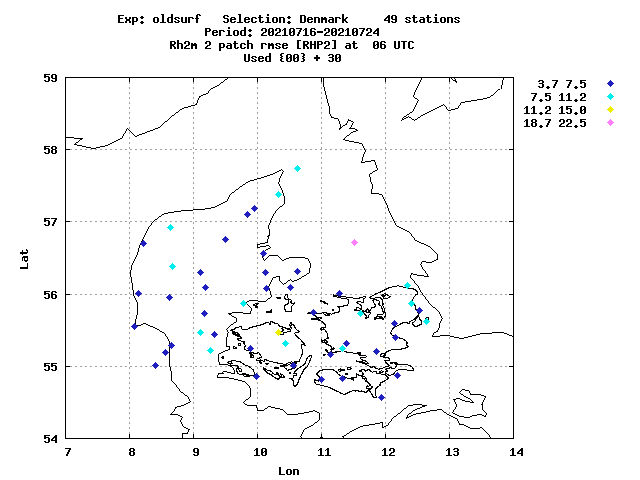 Exp: oldsurf   Selection: Denmark     49 stations
Period: 20210716-20210724
Rh2m 2 patch rmse [RHP2] at  06 UTC
Used {00} + 30
3.7 7.5
7.5 11.2
11.2 15.0
18.7 22.5
59
58
57
56
55
54
Lat
7 8 9 10 11 12 13 14
Lon